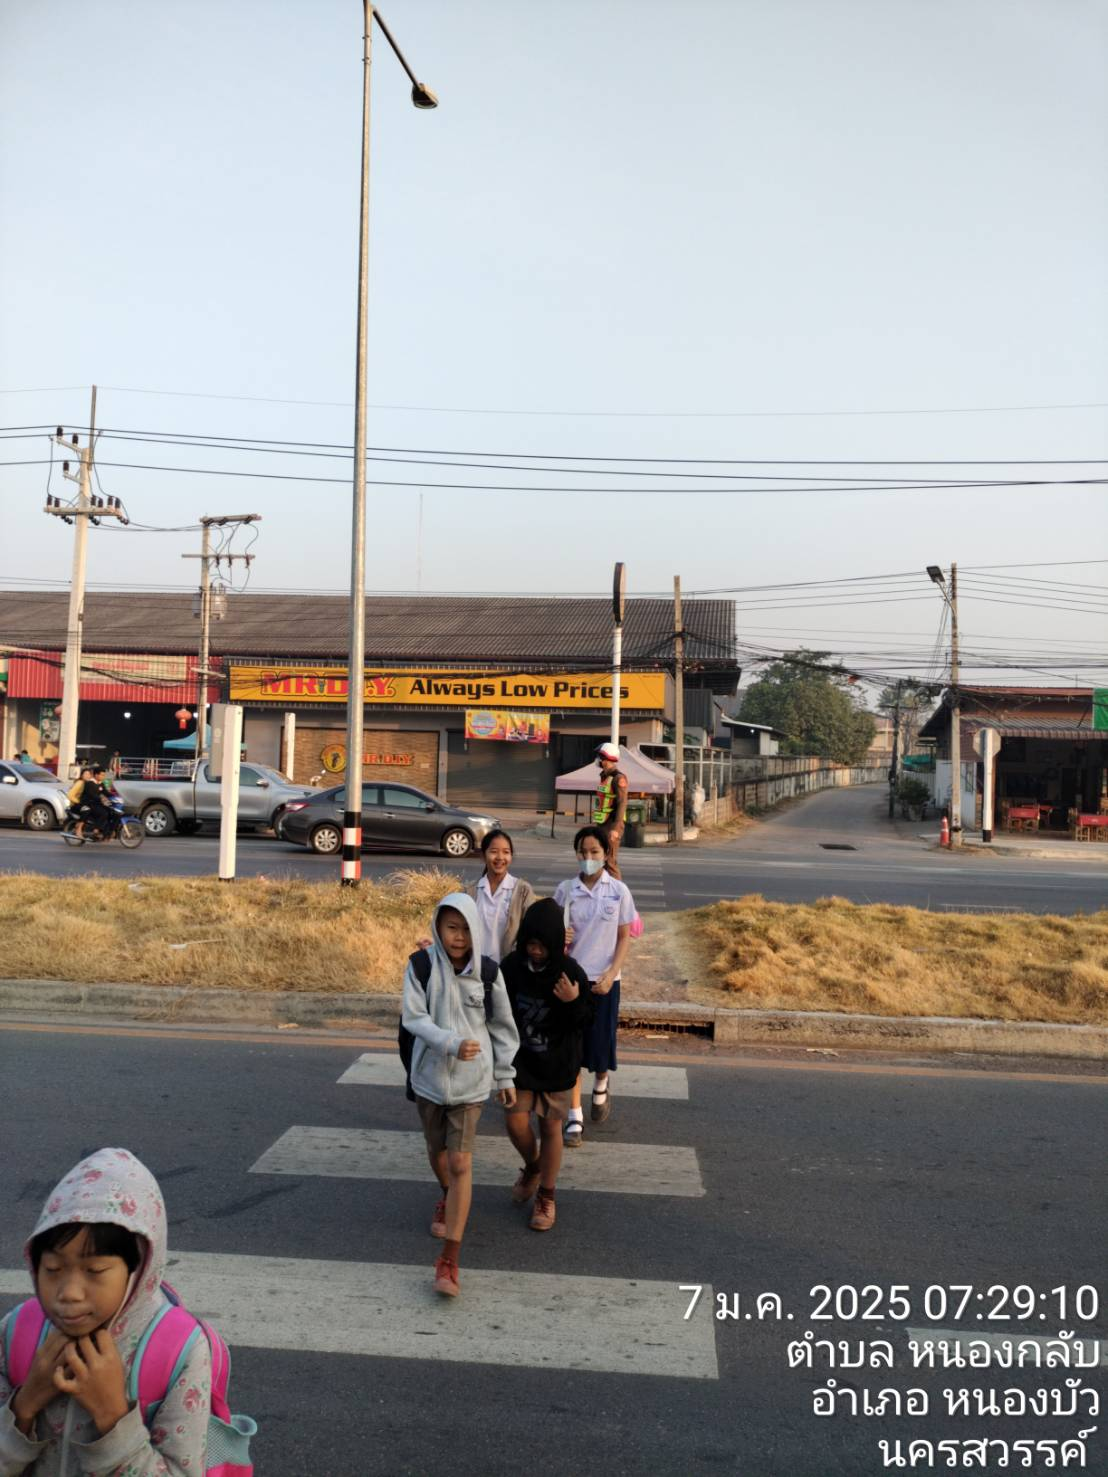 MR.D.I.Y. Always Low Prices
MR.D.I.Y.
7 ม.ค. 2025 07:29:10
ตำบล หนองกลับ
อำเภอ หนองบัว
นครสวรรค์